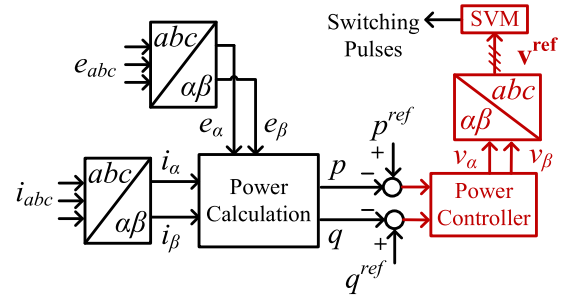 Switching
Pulses
SVM
v^ref
abc
αβ
e_abc
abc
αβ
e_α
e_β
p^ref
+
v_α
v_β
i_abc
abc
αβ
i_α
i_β
Power
Calculation
p
−
q
−
+
q^ref
Power
Controller